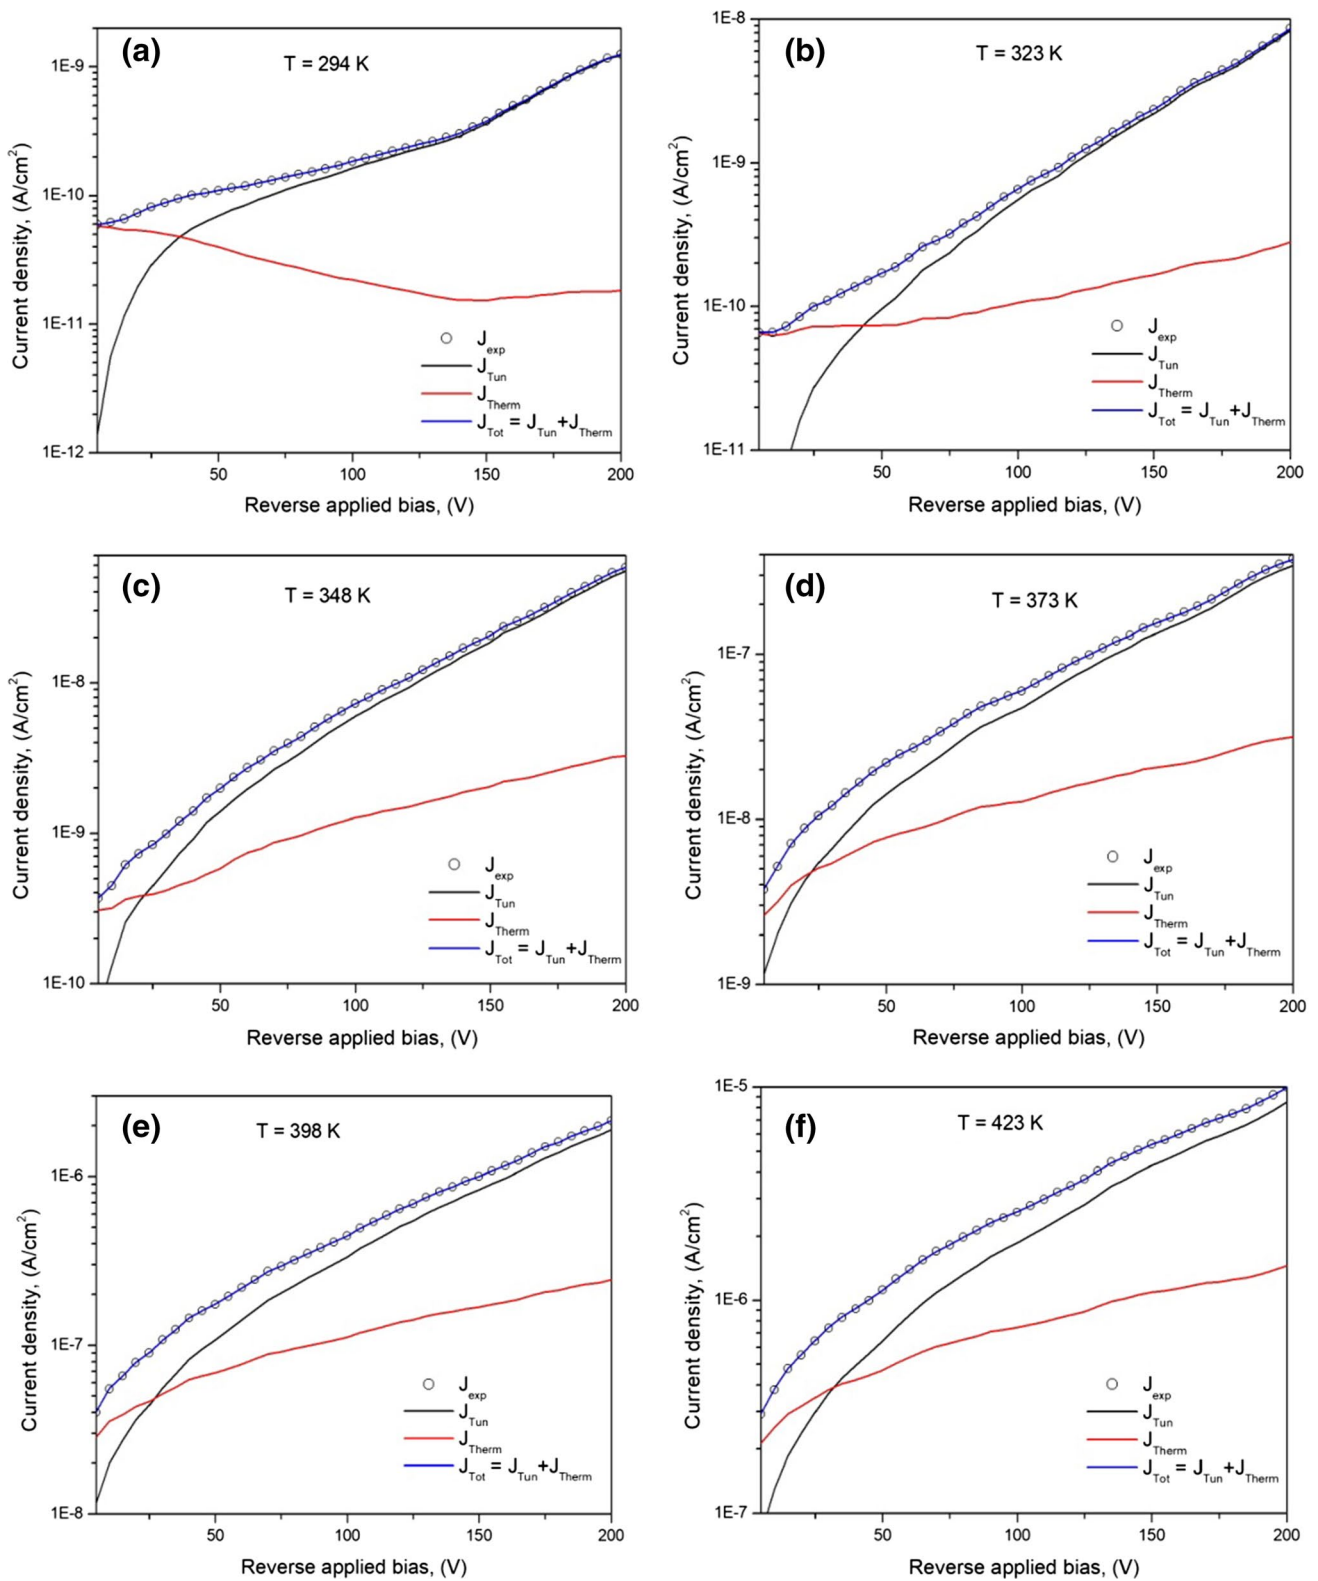 (a)
T = 294 K
Current density, (A/cm²)
1E-9
1E-10
1E-11
1E-12
J exp
J Tun
J Therm
J Tot = J Tun + J Therm
50 100 150 200
Reverse applied bias, (V)
(b)
T = 323 K
Current density, (A/cm²)
1E-8
1E-9
1E-10
1E-11
J exp
J Tun
J Therm
J Tot = J Tun + J Therm
50 100 150 200
Reverse applied bias, (V)
(c)
T = 348 K
Current density, (A/cm²)
1E-8
1E-9
1E-10
J exp
J Tun
J Therm
J Tot = J Tun + J Therm
50 100 150 200
Reverse applied bias, (V)
(d)
T = 373 K
Current density, (A/cm²)
1E-7
1E-8
1E-9
J exp
J Tun
J Therm
J Tot = J Tun + J Therm
50 100 150 200
Reverse applied bias, (V)
(e)
T = 398 K
Current density, (A/cm²)
1E-6
1E-7
1E-8
J exp
J Tun
J Therm
J Tot = J Tun + J Therm
50 100 150 200
Reverse applied bias, (V)
(f)
T = 423 K
Current density, (A/cm²)
1E-5
1E-6
1E-7
J exp
J Tun
J Therm
J Tot = J Tun + J Therm
50 100 150 200
Reverse applied bias, (V)